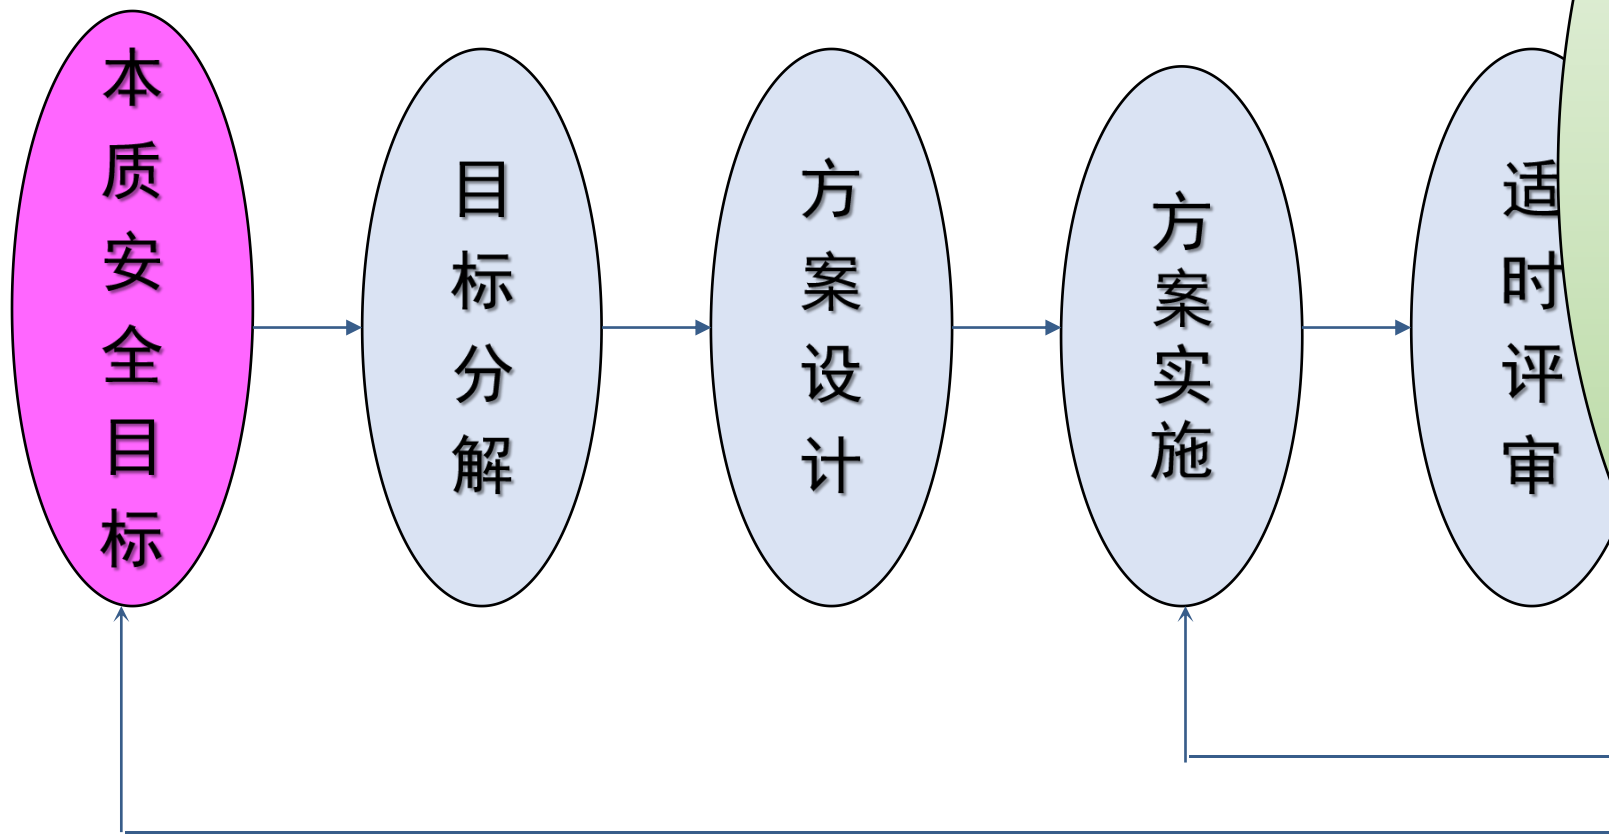 本质安全目标
目标分解
方案设计
方案实施
适时评审